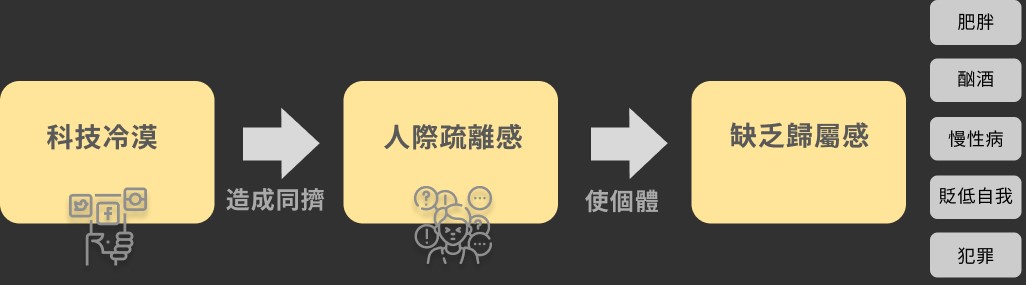 科技冷漠
造成同擠
人際疏離感
使個體
缺乏歸屬感
肥胖
酗酒
慢性病
貶低自我
犯罪